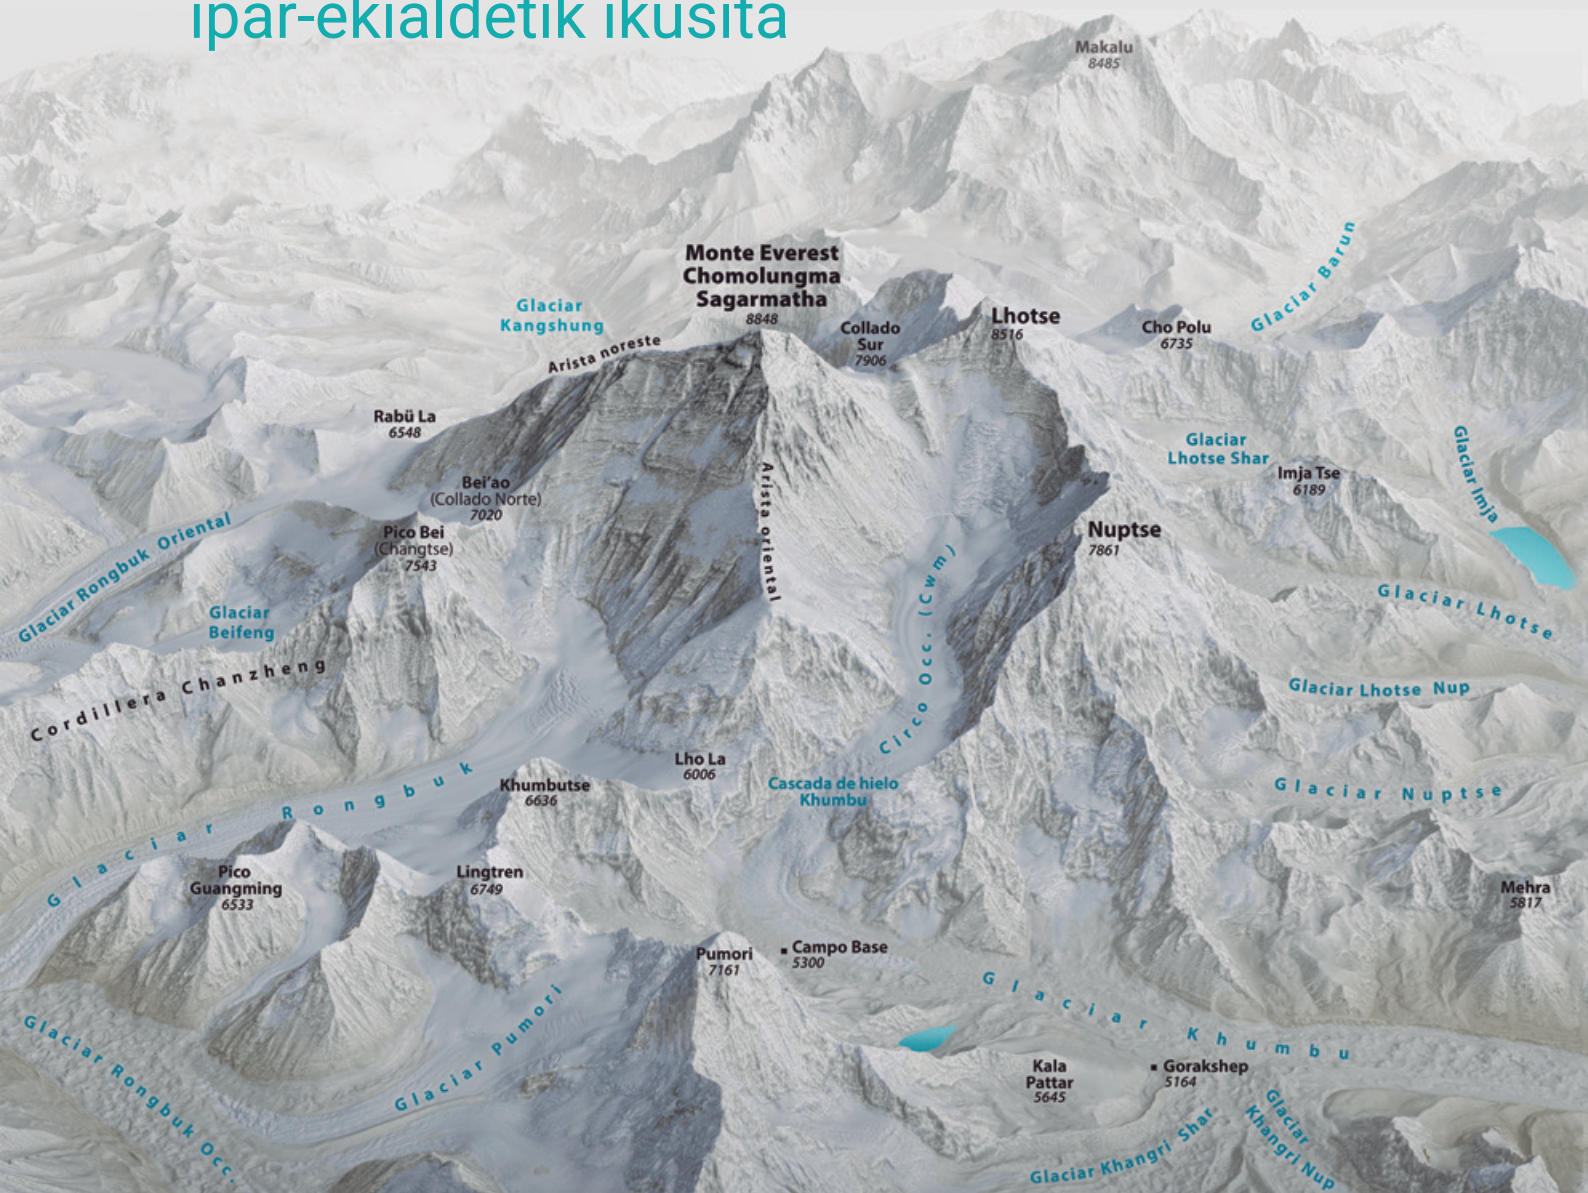 ipar-ekialdetik ikusita
Makalu
8485
Glaciar Barun
Monte Everest
Chomolungma
Sagarmatha
8848
Glaciar
Kangshung
Arista noreste
Collado
Sur
7906
Lhotse
8516
Cho Polu
6735
Rabü La
6548
Glaciar
Lhotse Shar
Imja Tse
6189
Glaciar Imja
Bei'ao
(Collado Norte)
7020
Arista oriental
Pico Bei
(Changtse)
7543
Nuptse
7861
Glaciar Rongbuk Oriental
Glaciar
Beifeng
Circo Occ. (Cwm)
Glaciar Lhotse
Cordillera Chanzheng
Glaciar Lhotse Nup
Glaciar Rongbuk
Lho La
6006
Khumbutse
6636
Cascada de hielo
Khumbu
Glaciar Nuptse
Pico
Guangming
6533
Lingtren
6749
Mehra
5817
Pumori
7161
Campo Base
5300
Glaciar Khumbu
Glaciar Pumori
Glaciar Rongbuk Occ.
Kala
Pattar
5645
Gorakshep
5164
Glaciar Khangri Shar
Glaciar
Khangri Nup